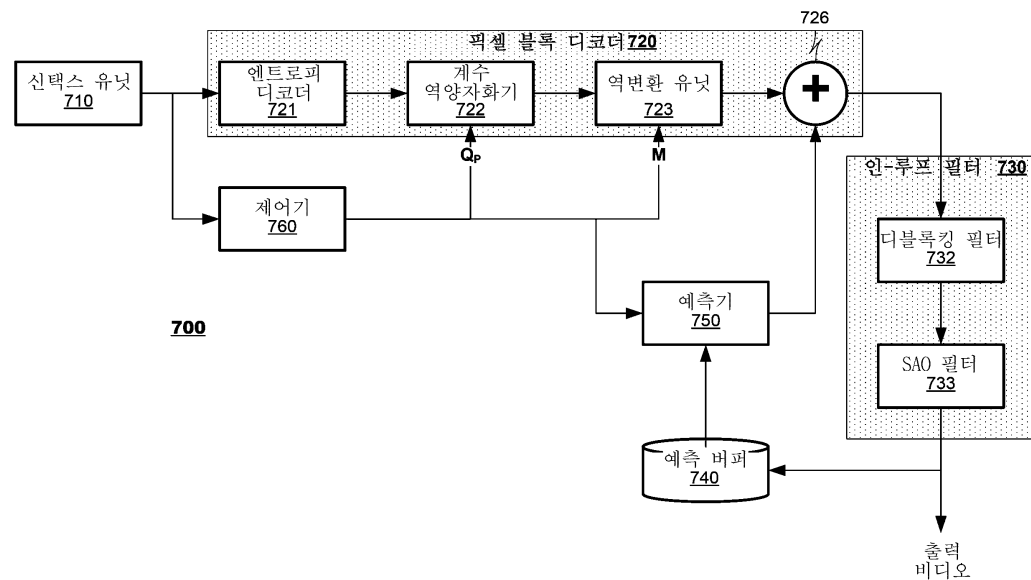 726
픽셀 블록 디코더720
신택스 유닛
710
엔트로피
디코더
721
계수
역양자화기
722
역변환 유닛
723
+
QP
M
인-루프 필터 730
제어기
760
디블록킹 필터
732
예측기
750
700
SAO 필터
733
예측 버퍼
740
출력
비디오